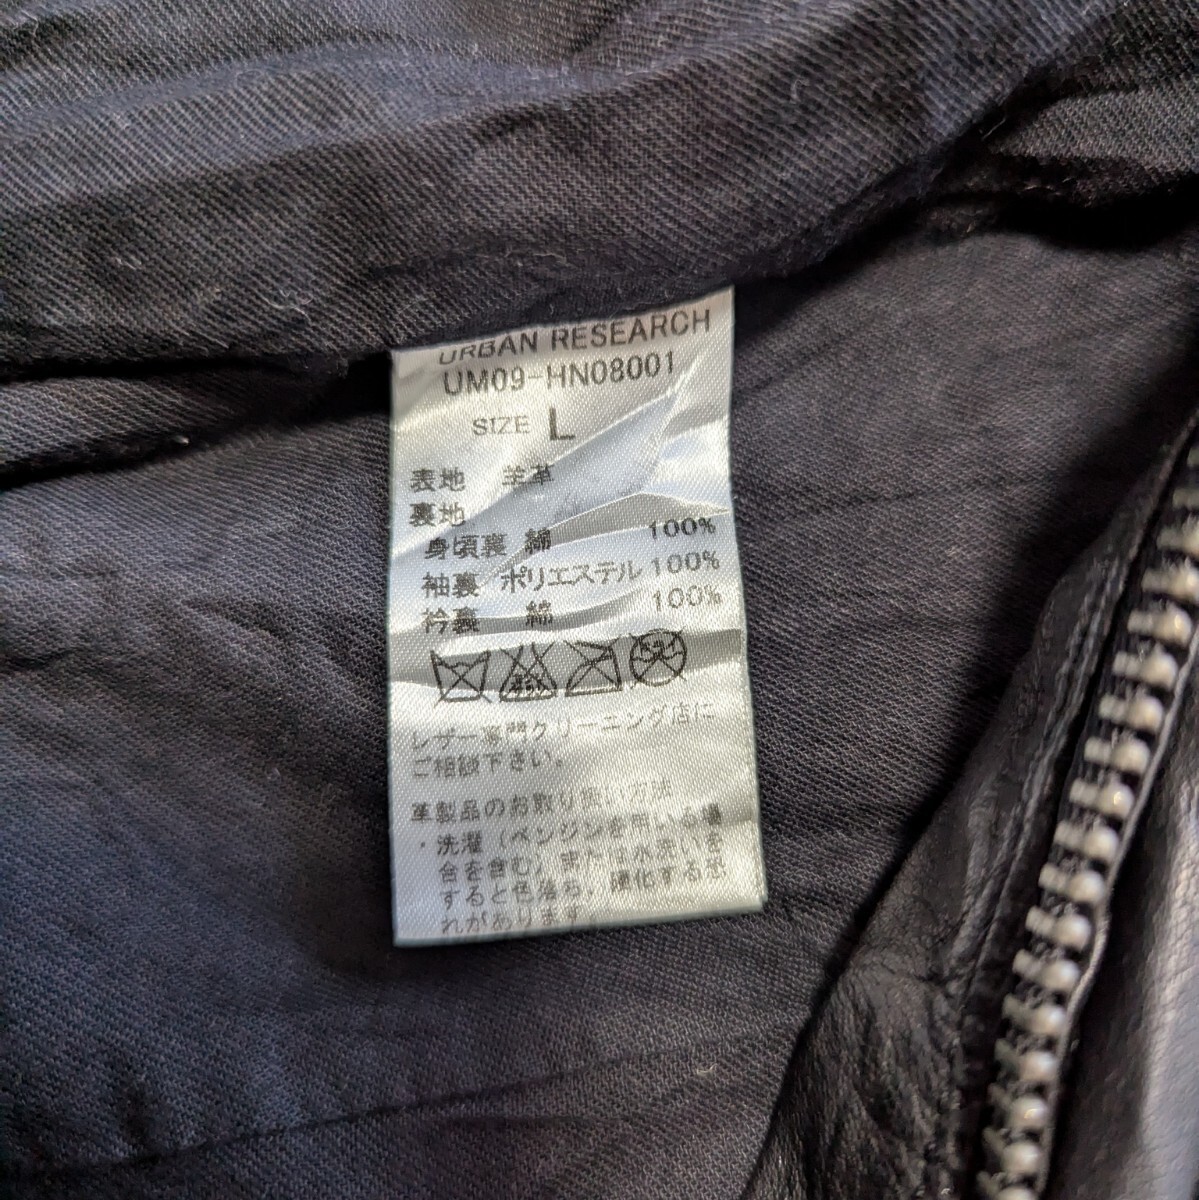 URBAN RESEARCH
UM09-HN08001
SIZE L
表地 羊革
裏地
身頃裏 綿 100%
袖裏 ポリエステル 100%
衿裏 綿 100%
レザー専門クリーニング店に
ご相談下さい。
革製品のお取り扱い方法
・洗濯(ベンジンを用いる場
合を含む)または水洗いを
すると色落ち、硬化する恐
れがあります。